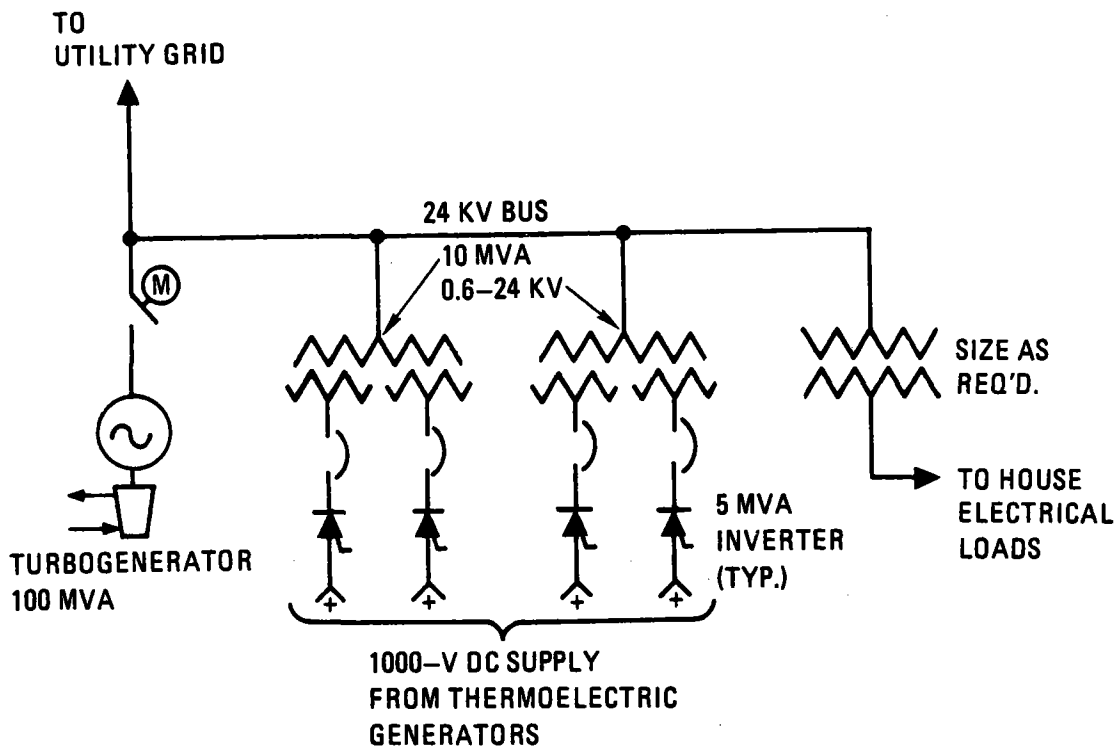 TO
UTILITY GRID
24 KV BUS
10 MVA
0.6–24 KV
M
SIZE AS
REQ'D.
TO HOUSE
ELECTRICAL
LOADS
5 MVA
INVERTER
(TYP.)
TURBOGENERATOR
100 MVA
+ + + +
1000–V DC SUPPLY
FROM THERMOELECTRIC
GENERATORS